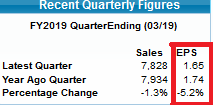 Recent Quarterly Figures
FY2019 QuarterEnding (03/19)
Sales EPS
Latest Quarter 7,828 1.65
Year Ago Quarter 7,934 1.74
Percentage Change -1.3% -5.2%